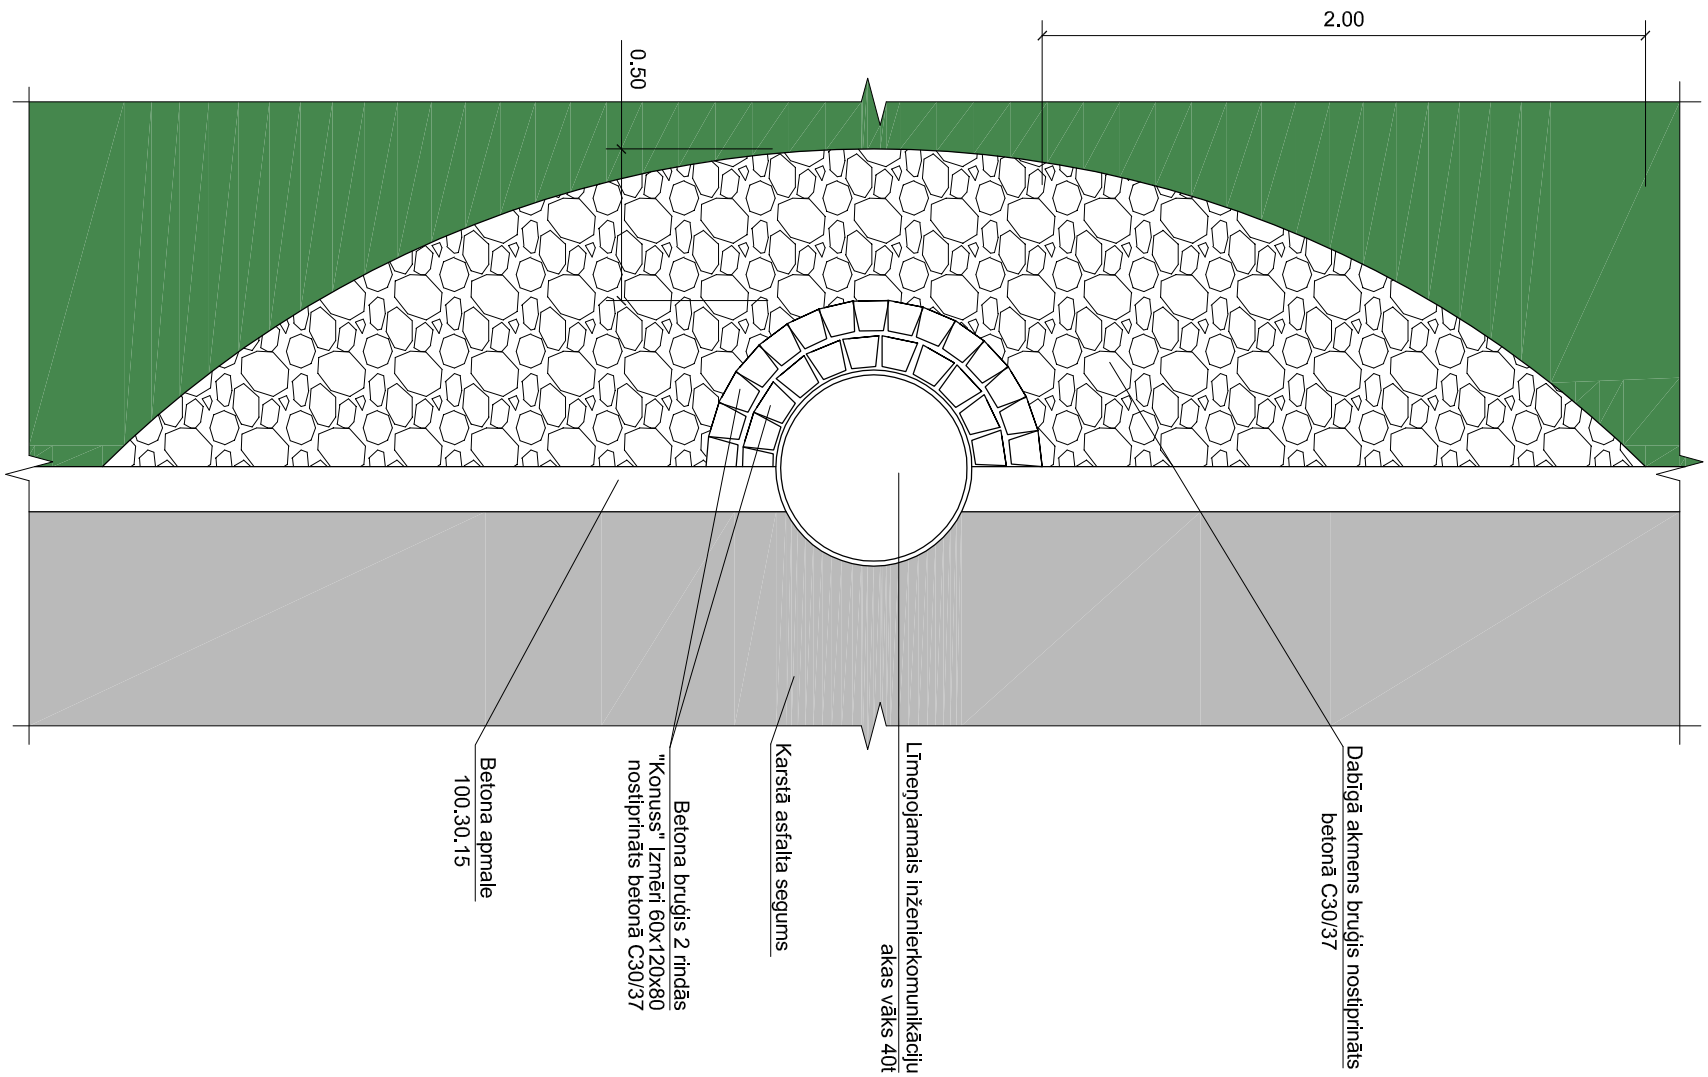 2.00
0.50
Betona apmale
100.30.15
Betona bruģis 2 rindās
"Konuss" Izmēri 60x120x80
nostiprināts betonā C30/37
Karstā asfalta segums
Līmeņojamais inženierkomunikāciju
akas vāks 40t
Dabīgā akmens bruģis nostiprināts
betonā C30/37